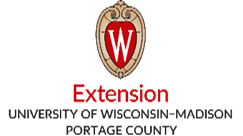 W
Extension
UNIVERSITY OF WISCONSIN–MADISON
PORTAGE COUNTY